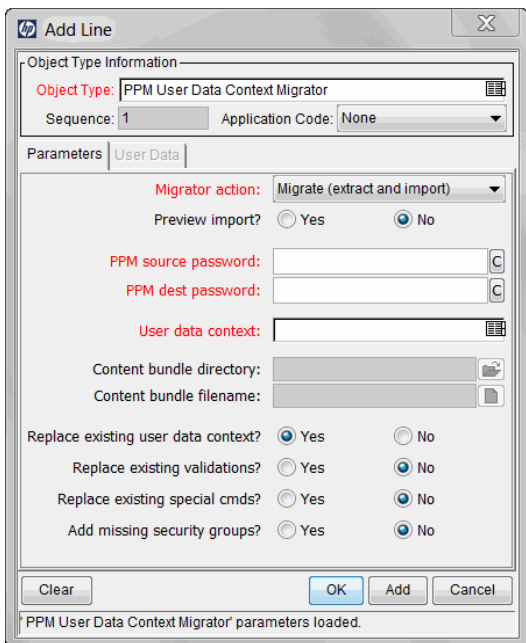 hp Add Line X
Object Type Information
Object Type: PPM User Data Context Migrator
Sequence: 1 Application Code: None
Parameters User Data
Migrator action: Migrate (extract and import)
Preview import? Yes No
PPM source password: C
PPM dest password: C
User data context:
Content bundle directory:
Content bundle filename:
Replace existing user data context? Yes No
Replace existing validations? Yes No
Replace existing special cmds? Yes No
Add missing security groups? Yes No
Clear OK Add Cancel
' PPM User Data Context Migrator' parameters loaded.